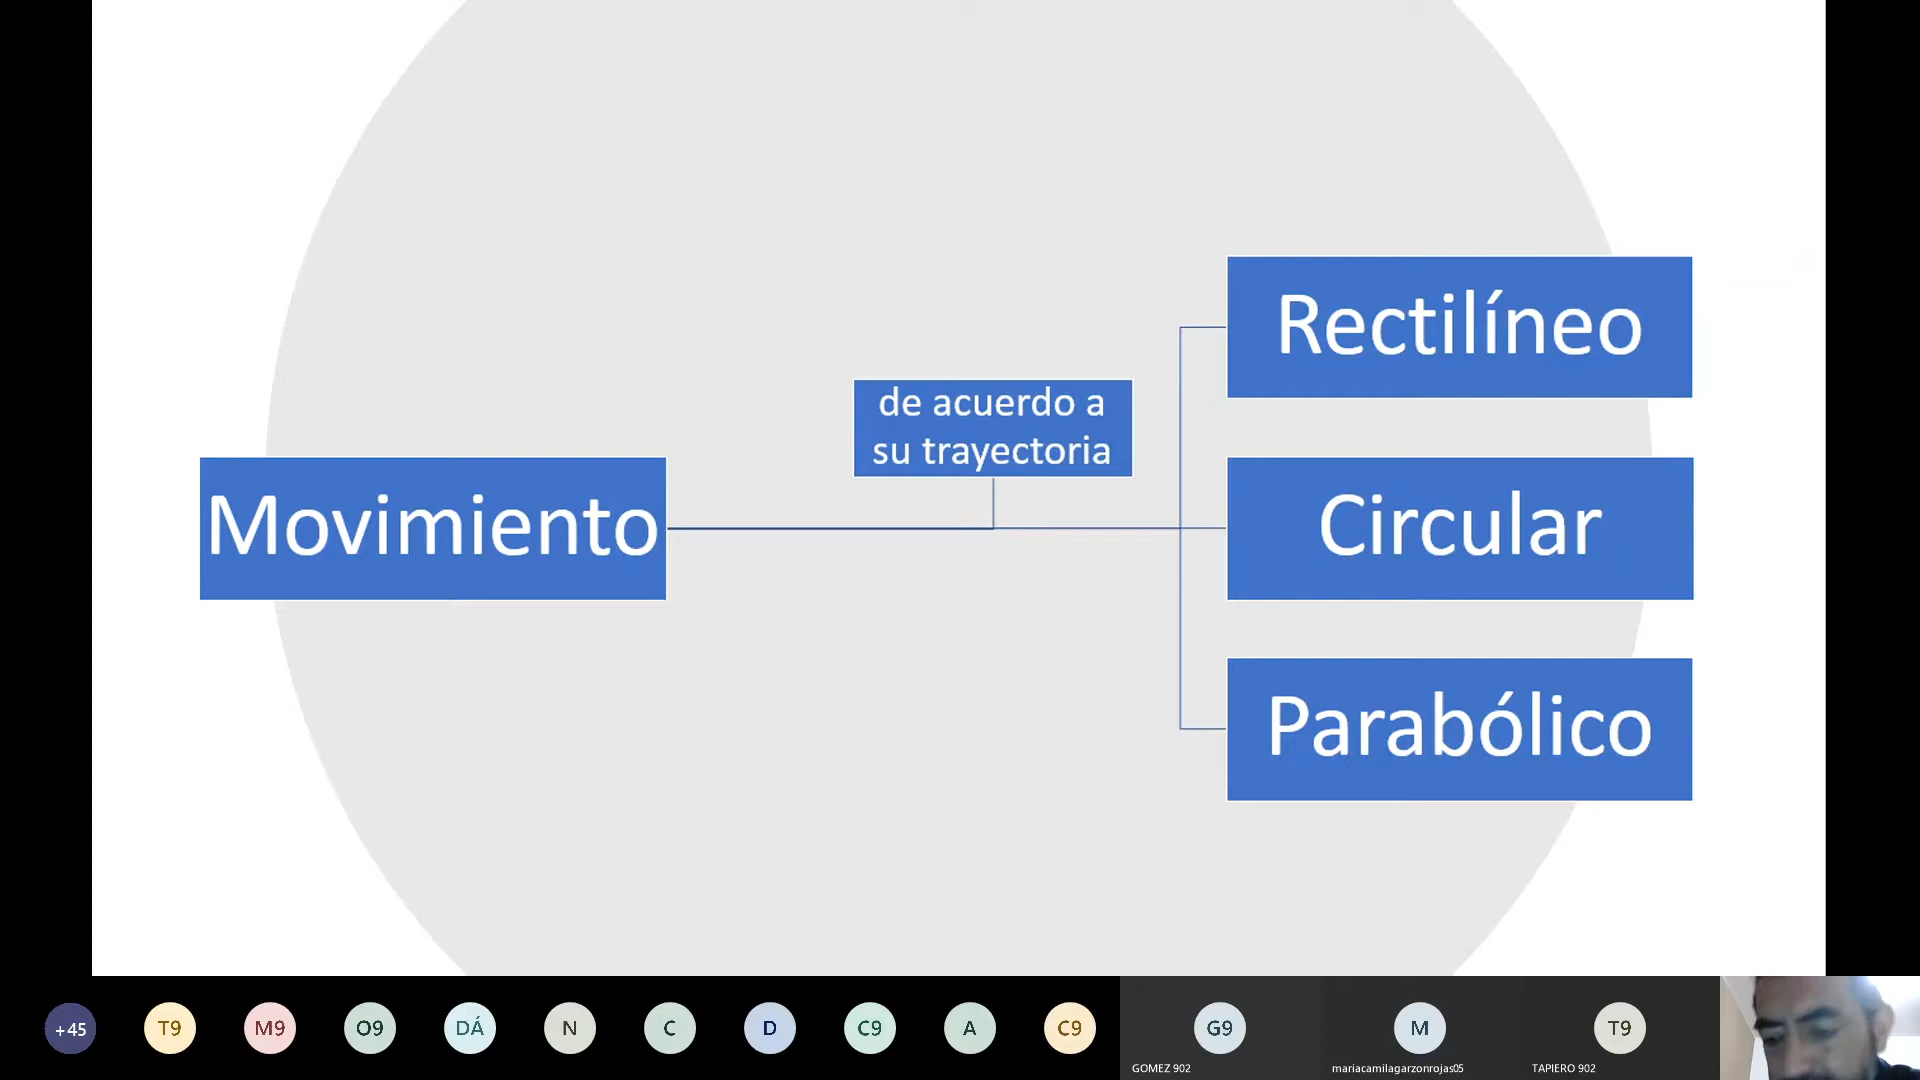 Movimiento
de acuerdo a
su trayectoria
Rectilíneo
Circular
Parabólico
+45
T9
M9
O9
DÁ
N
C
D
C9
A
C9
G9
GOMEZ 902
M
mariacamilagarzonrojas05
T9
TAPIERO 902